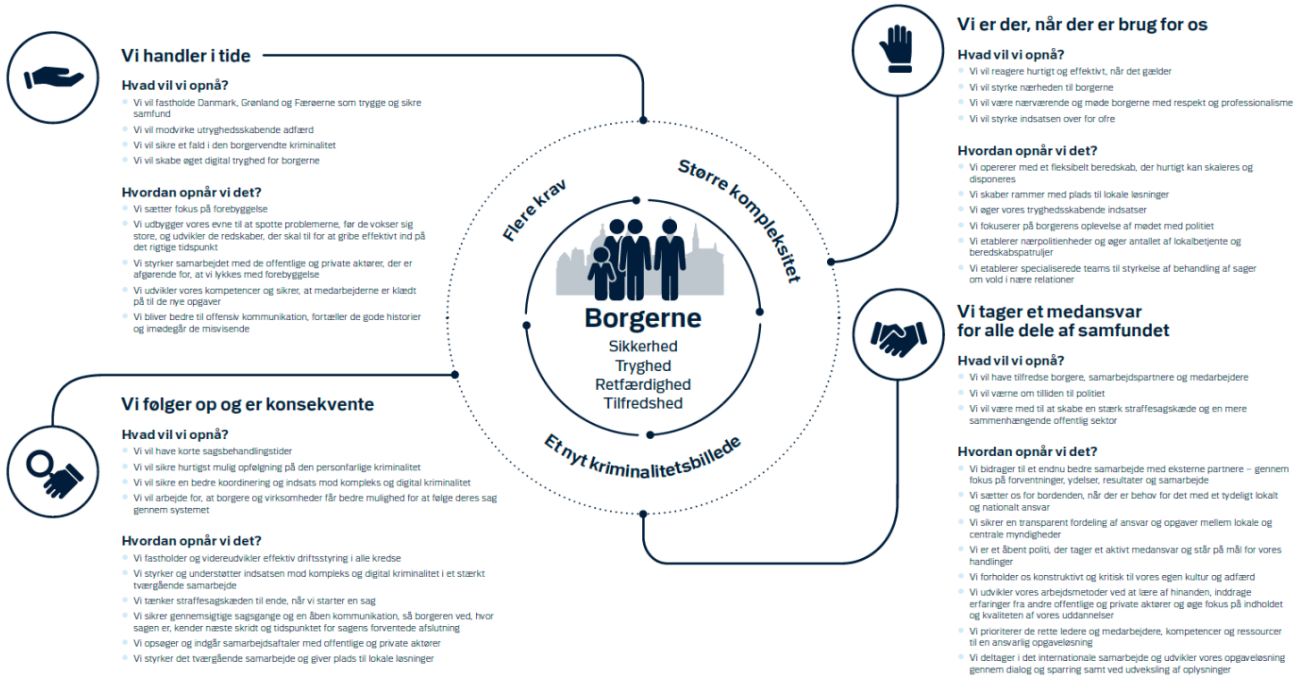 Vi handler i tide
Hvad vil vi opnå?
Vi vil fastholde Danmark, Grønland og Færøerne som trygge og sikre
samfund
Vi vil modvirke utryghedsskabende adfærd
Vi vil sikre et fald i den borgervendte kriminalitet
Vi vil skabe øget digital tryghed for borgerne
Hvordan opnår vi det?
Vi sætter fokus på forebyggelse
Vi udbygger vores evne til at spotte problemerne, før de vokser sig
store, og udvikler de redskaber, der skal til for at gribe effektivt ind på
det rigtige tidspunkt
Vi styrker samarbejdet med de offentlige og private aktører, der er
afgørende for, at vi lykkes med forebyggelse
Vi udvikler vores kompetencer og sikrer, at medarbejderne er klædt
på til de nye opgaver
Vi bliver bedre til offensiv kommunikation, fortæller de gode historier
og imødegår de misvisende
Vi følger op og er konsekvente
Hvad vil vi opnå?
Vi vil have korte sagsbehandlingstider
Vi vil sikre hurtigst mulig opfølgning på den personfarlige kriminalitet
Vi vil sikre en bedre koordinering og indsats mod kompleks og digital kriminalitet
Vi vil arbejde for, at borgere og virksomheder får bedre mulighed for at følge deres sag
gennem systemet
Hvordan opnår vi det?
Vi fastholder og videreudvikler effektiv driftsstyring i alle kredse
Vi styrker og understøtter indsatsen mod kompleks og digital kriminalitet i et stærkt
tværgående samarbejde
Vi tænker straffesagskæden til ende, når vi starter en sag
Vi sikrer gennemsigtige sagsgange og en åben kommunikation, så borgeren ved, hvor
sagen er, kender næste skridt og tidspunktet for sagens forventede afslutning
Vi opsøger og indgår samarbejdsaftaler med offentlige og private aktører
Vi styrker det tværgående samarbejde og giver plads til lokale løsninger
Flere krav
Større kompleksitet
Borgerne
Sikkerhed
Tryghed
Retfærdighed
Tilfredshed
Et nyt kriminalitetsbillede
Vi er der, når der er brug for os
Hvad vil vi opnå?
Vi vil reagere hurtigt og effektivt, når det gælder
Vi vil styrke nærheden til borgerne
Vi vil være nærværende og møde borgerne med respekt og professionalisme
Vi vil styrke indsatsen over for ofre
Hvordan opnår vi det?
Vi opererer med et fleksibelt beredskab, der hurtigt kan skaleres og
disponeres
Vi skaber rammer med plads til lokale løsninger
Vi øger vores tryghedsskabende indsatser
Vi fokuserer på borgerens oplevelse af mødet med politiet
Vi etablerer nærpolitienheder og øger antallet af lokalbetjente og
beredskabspatruljer
Vi etablerer specialiserede teams til styrkelse af behandling af sager
om vold i nære relationer
Vi tager et medansvar
for alle dele af samfundet
Hvad vil vi opnå?
Vi vil have tilfredse borgere, samarbejdspartnere og medarbejdere
Vi vil værne om tilliden til politiet
Vi vil være med til at skabe en stærk straffesagskæde og en mere
sammenhængende offentlig sektor
Hvordan opnår vi det?
Vi bidrager til et endnu bedre samarbejde med eksterne partnere – gennem
fokus på forventninger, ydelser, resultater og samarbejde
Vi sætter os for bordenden, når der er behov for det med et tydeligt lokalt
og nationalt ansvar
Vi sikrer en transparent fordeling af ansvar og opgaver mellem lokale og
centrale myndigheder
Vi er et åbent politi, der tager et aktivt medansvar og står på mål for vores
handlinger
Vi forholder os konstruktivt og kritisk til vores egen kultur og adfærd
Vi udvikler vores arbejdsmetoder ved at lære af hinanden, inddrage
erfaringer fra andre offentlige og private aktører og øge fokus på indholdet
og kvaliteten af vores uddannelser
Vi prioriterer de rette ledere og medarbejdere, kompetencer og ressourcer
til en ansvarlig opgaveløsning
Vi deltager i det internationale samarbejde og udvikler vores opgaveløsning
gennem dialog og sparring samt ved udveksling af oplysninger